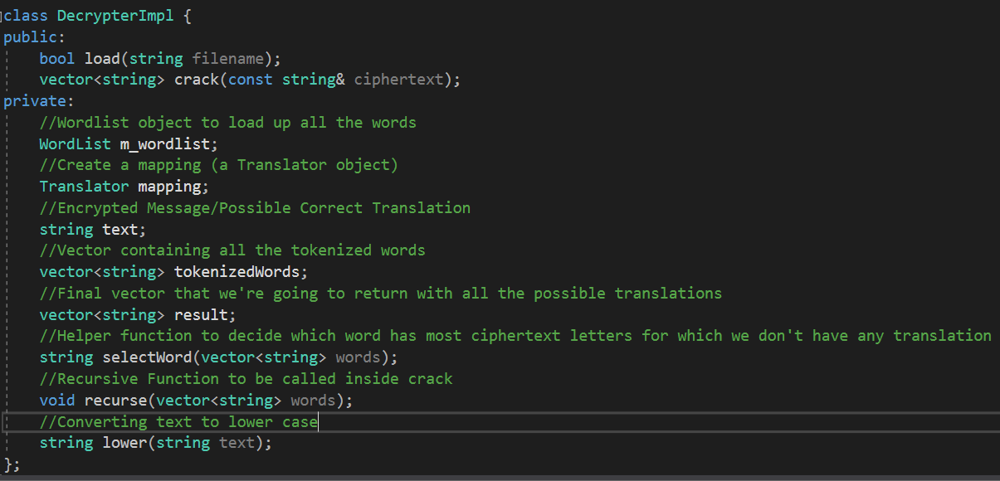 class DecrypterImpl {
public:
    bool load(string filename);
    vector<string> crack(const string& ciphertext);
private:
    //Wordlist object to load up all the words
    WordList m_wordlist;
    //Create a mapping (a Translator object)
    Translator mapping;
    //Encrypted Message/Possible Correct Translation
    string text;
    //Vector containing all the tokenized words
    vector<string> tokenizedWords;
    //Final vector that we're going to return with all the possible translations
    vector<string> result;
    //Helper function to decide which word has most ciphertext letters for which we don't have any translation
    string selectWord(vector<string> words);
    //Recursive Function to be called inside crack
    void recurse(vector<string> words);
    //Converting text to lower case
    string lower(string text);
};